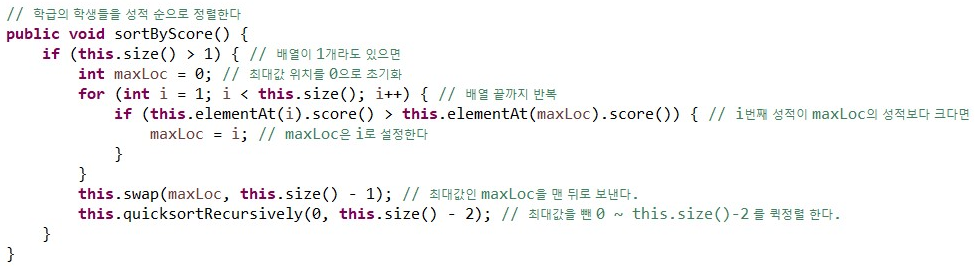 // 학급의 학생들을 성적 순으로 정렬한다
public void sortByScore() {
if (this.size() > 1) { // 배열이 1개라도 있으면
int maxLoc = 0; // 최대값 위치를 0으로 초기화
for (int i = 1; i < this.size(); i++) { // 배열 끝까지 반복
if (this.elementAt(i).score() > this.elementAt(maxLoc).score()) { // i번째 성적이 maxLoc의 성적보다 크다면
maxLoc = i; // maxLoc은 i로 설정한다
}
}
this.swap(maxLoc, this.size() - 1); // 최대값인 maxLoc을 맨 뒤로 보낸다.
this.quicksortRecursively(0, this.size() - 2); // 최대값을 뺀 0 ~ this.size()-2 를 퀵정렬 한다.
}
}